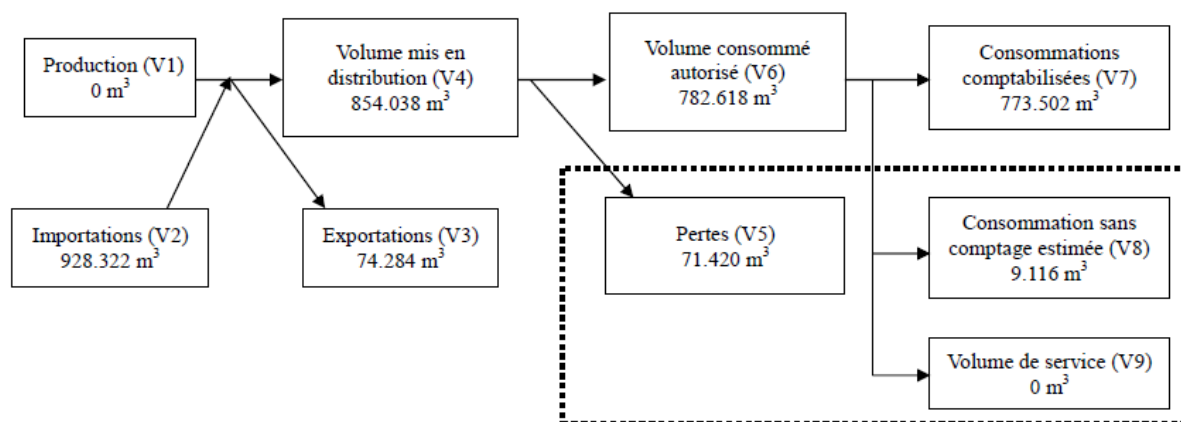 Production (V1)
0 m³
Volume mis en
distribution (V4)
854.038 m³
Volume consommé
autorisé (V6)
782.618 m³
Consommations
comptabilisées (V7)
773.502 m³
Importations (V2)
928.322 m³
Exportations (V3)
74.284 m³
Pertes (V5)
71.420 m³
Consommation sans
comptage estimée (V8)
9.116 m³
Volume de service (V9)
0 m³